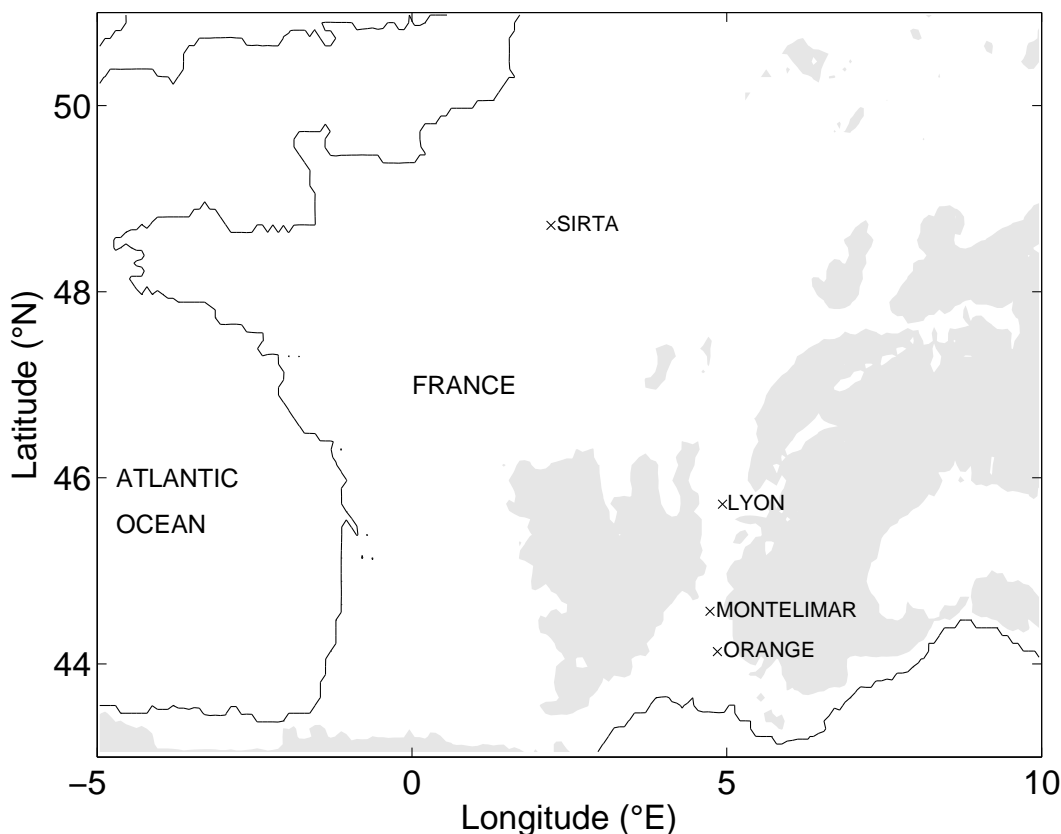 50
SIRTA
48
FRANCE
Latitude (°N)
46
ATLANTIC
OCEAN
LYON
MONTELIMAR
ORANGE
44
−5
0
5
10
Longitude (°E)